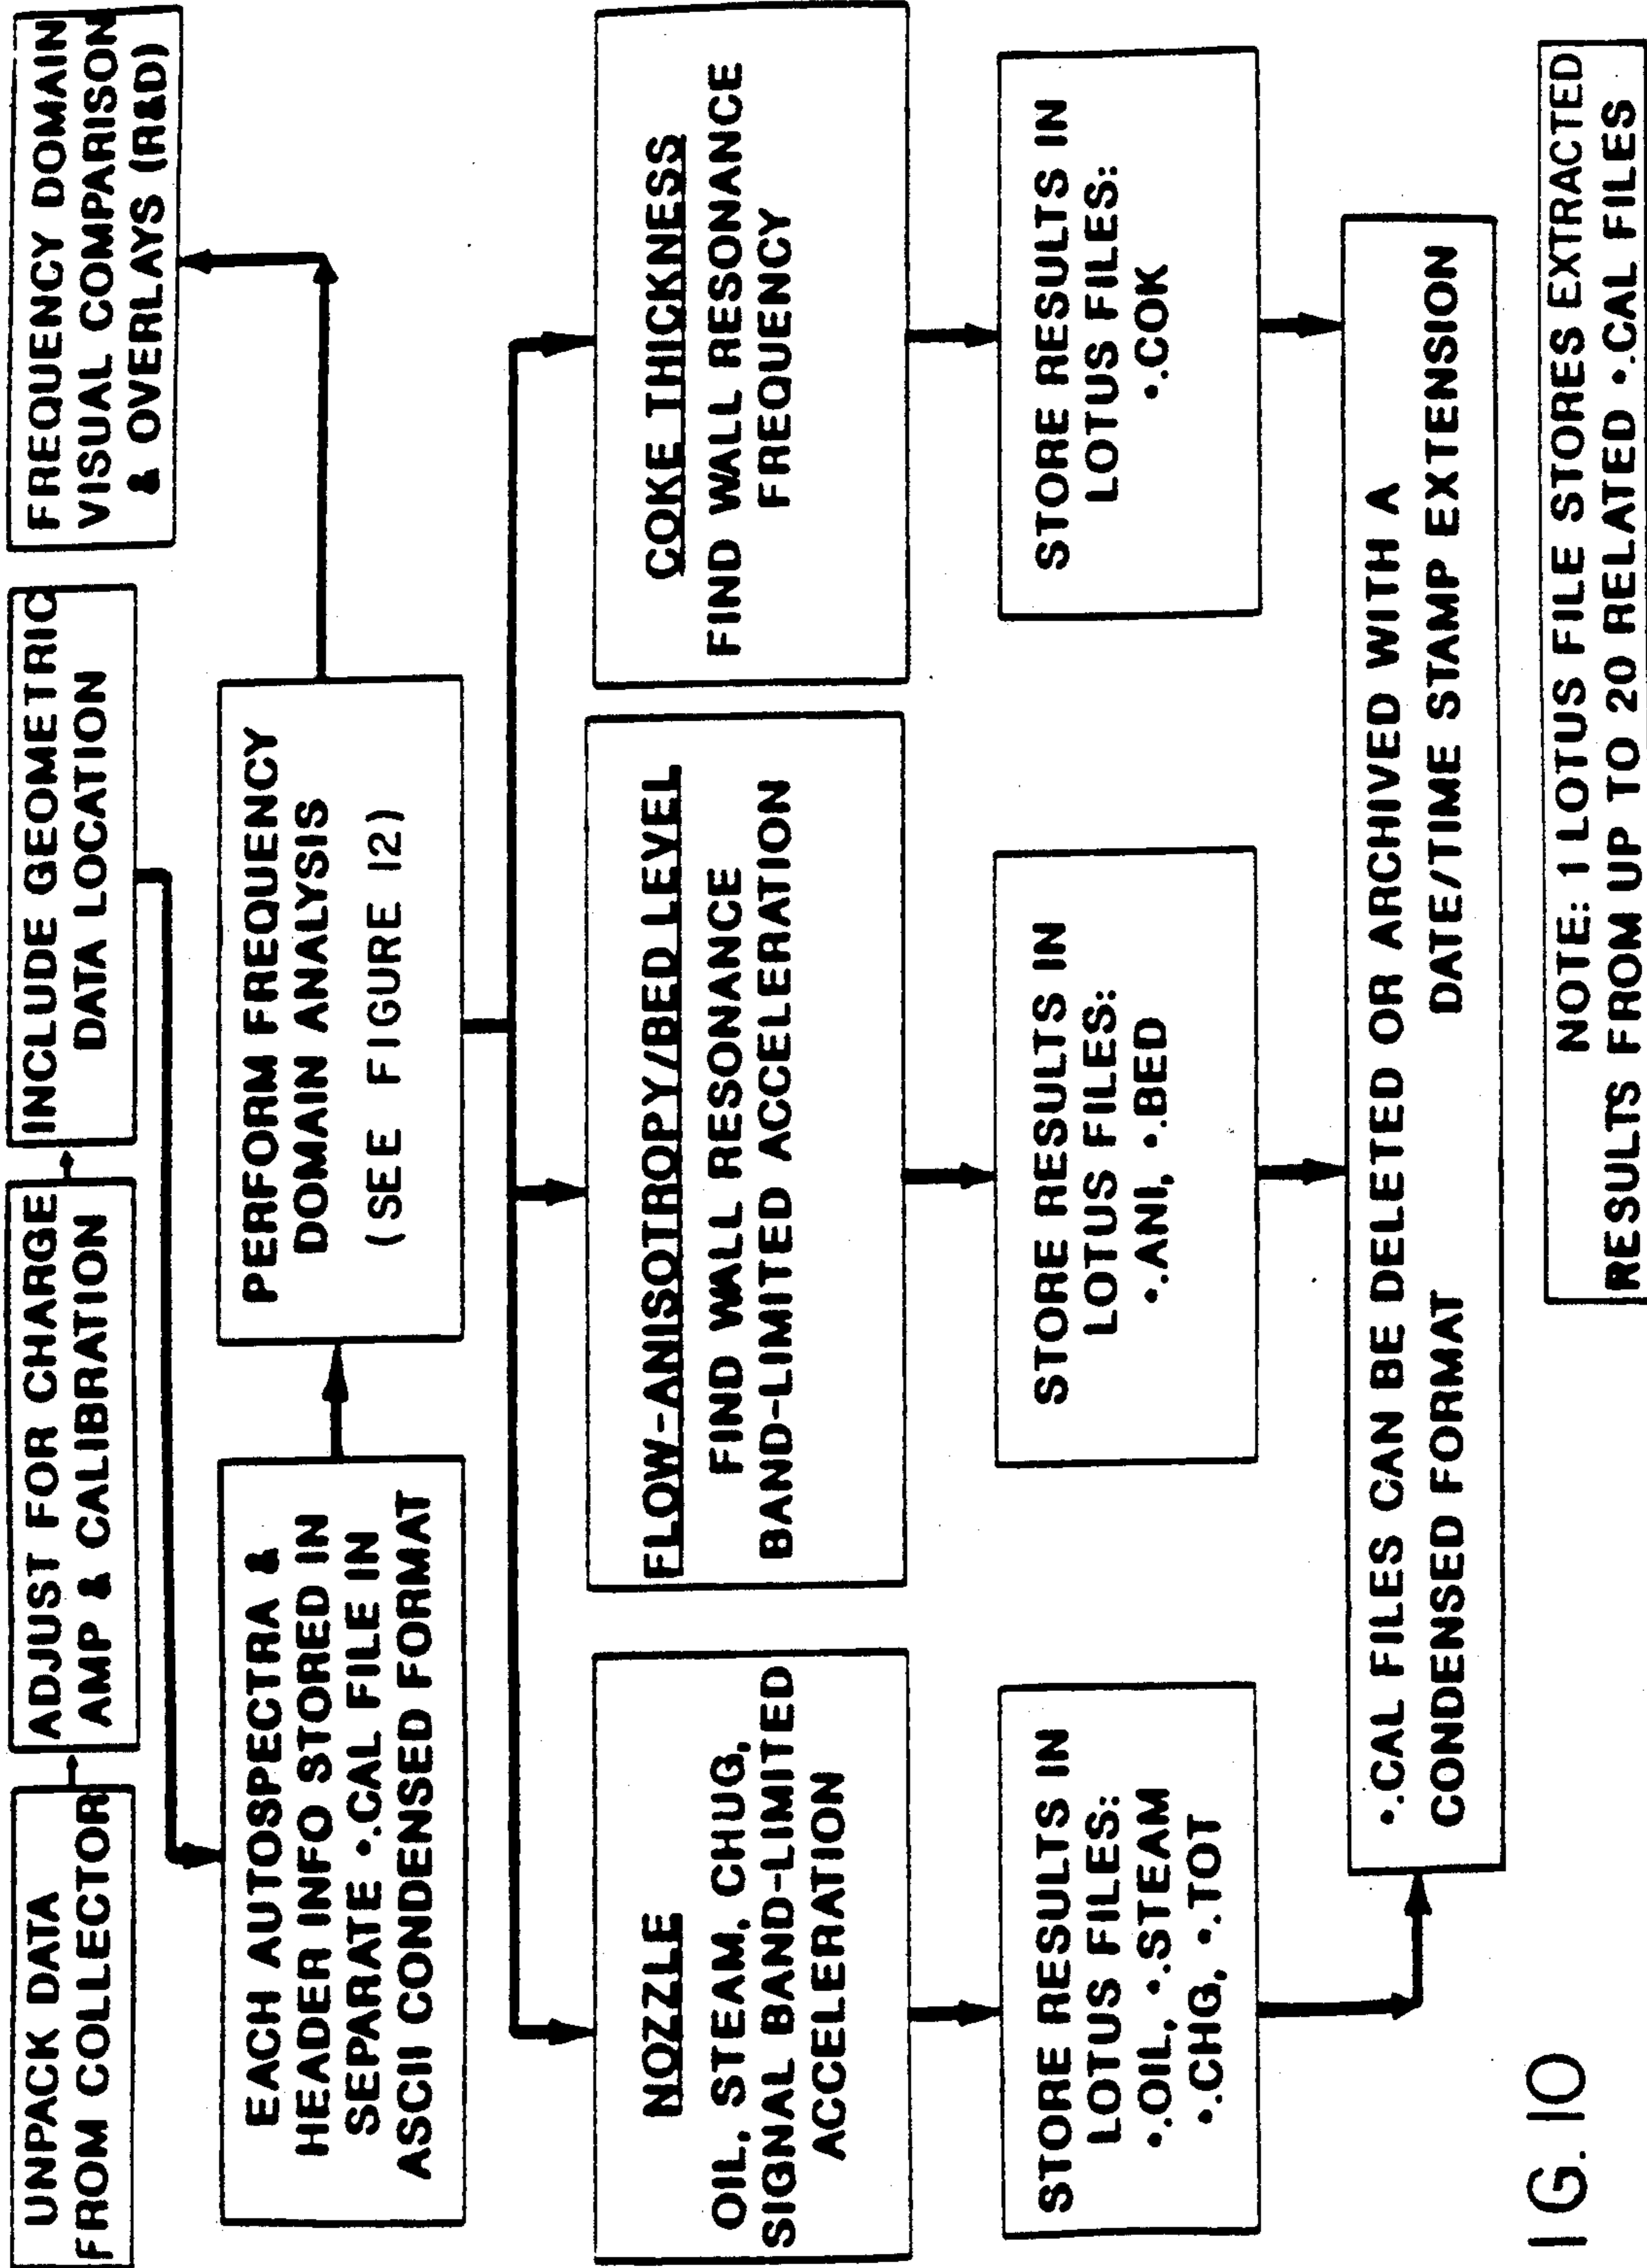 UNPACK DATA
FROM COLLECTOR
ADJUST FOR CHARGE
AMP & CALIBRATION
INCLUDE GEOMETRIC
DATA LOCATION
FREQUENCY DOMAIN
VISUAL COMPARISON
& OVERLAYS (R&D)
EACH AUTOSPECTRA &
HEADER INFO STORED IN
SEPARATE *.CAL FILE IN
ASCII CONDENSED FORMAT
PERFORM FREQUENCY
DOMAIN ANALYSIS
(SEE FIGURE 12)
NOZZLE
OIL, STEAM, CHUG,
SIGNAL BAND-LIMITED
ACCELERATION
FLOW-ANISOTROPY/BED LEVEL
FIND WALL RESONANCE
BAND-LIMITED ACCELERATION
COKE THICKNESS
FIND WALL RESONANCE
FREQUENCY
STORE RESULTS IN
LOTUS FILES:
*.OIL, *.STEAM
*.CHG, *.TOT
STORE RESULTS IN
LOTUS FILES:
*.ANI, *.BED
STORE RESULTS IN
LOTUS FILES:
*.COK
*.CAL FILES CAN BE DELETED OR ARCHIVED WITH A
CONDENSED FORMAT DATE/TIME STAMP EXTENSION
NOTE: 1 LOTUS FILE STORES EXTRACTED
RESULTS FROM UP TO 20 RELATED *.CAL FILES
IG. 10